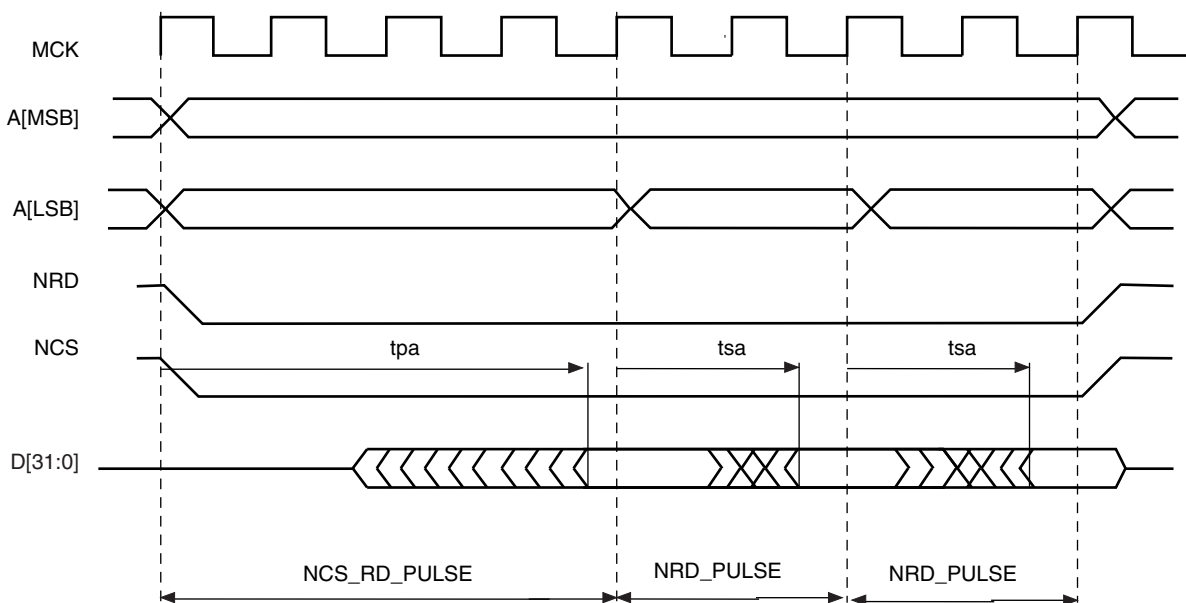 MCK
A[MSB]
A[LSB]
NRD
NCS
tpa
tsa
tsa
D[31:0]
NCS_RD_PULSE
NRD_PULSE
NRD_PULSE